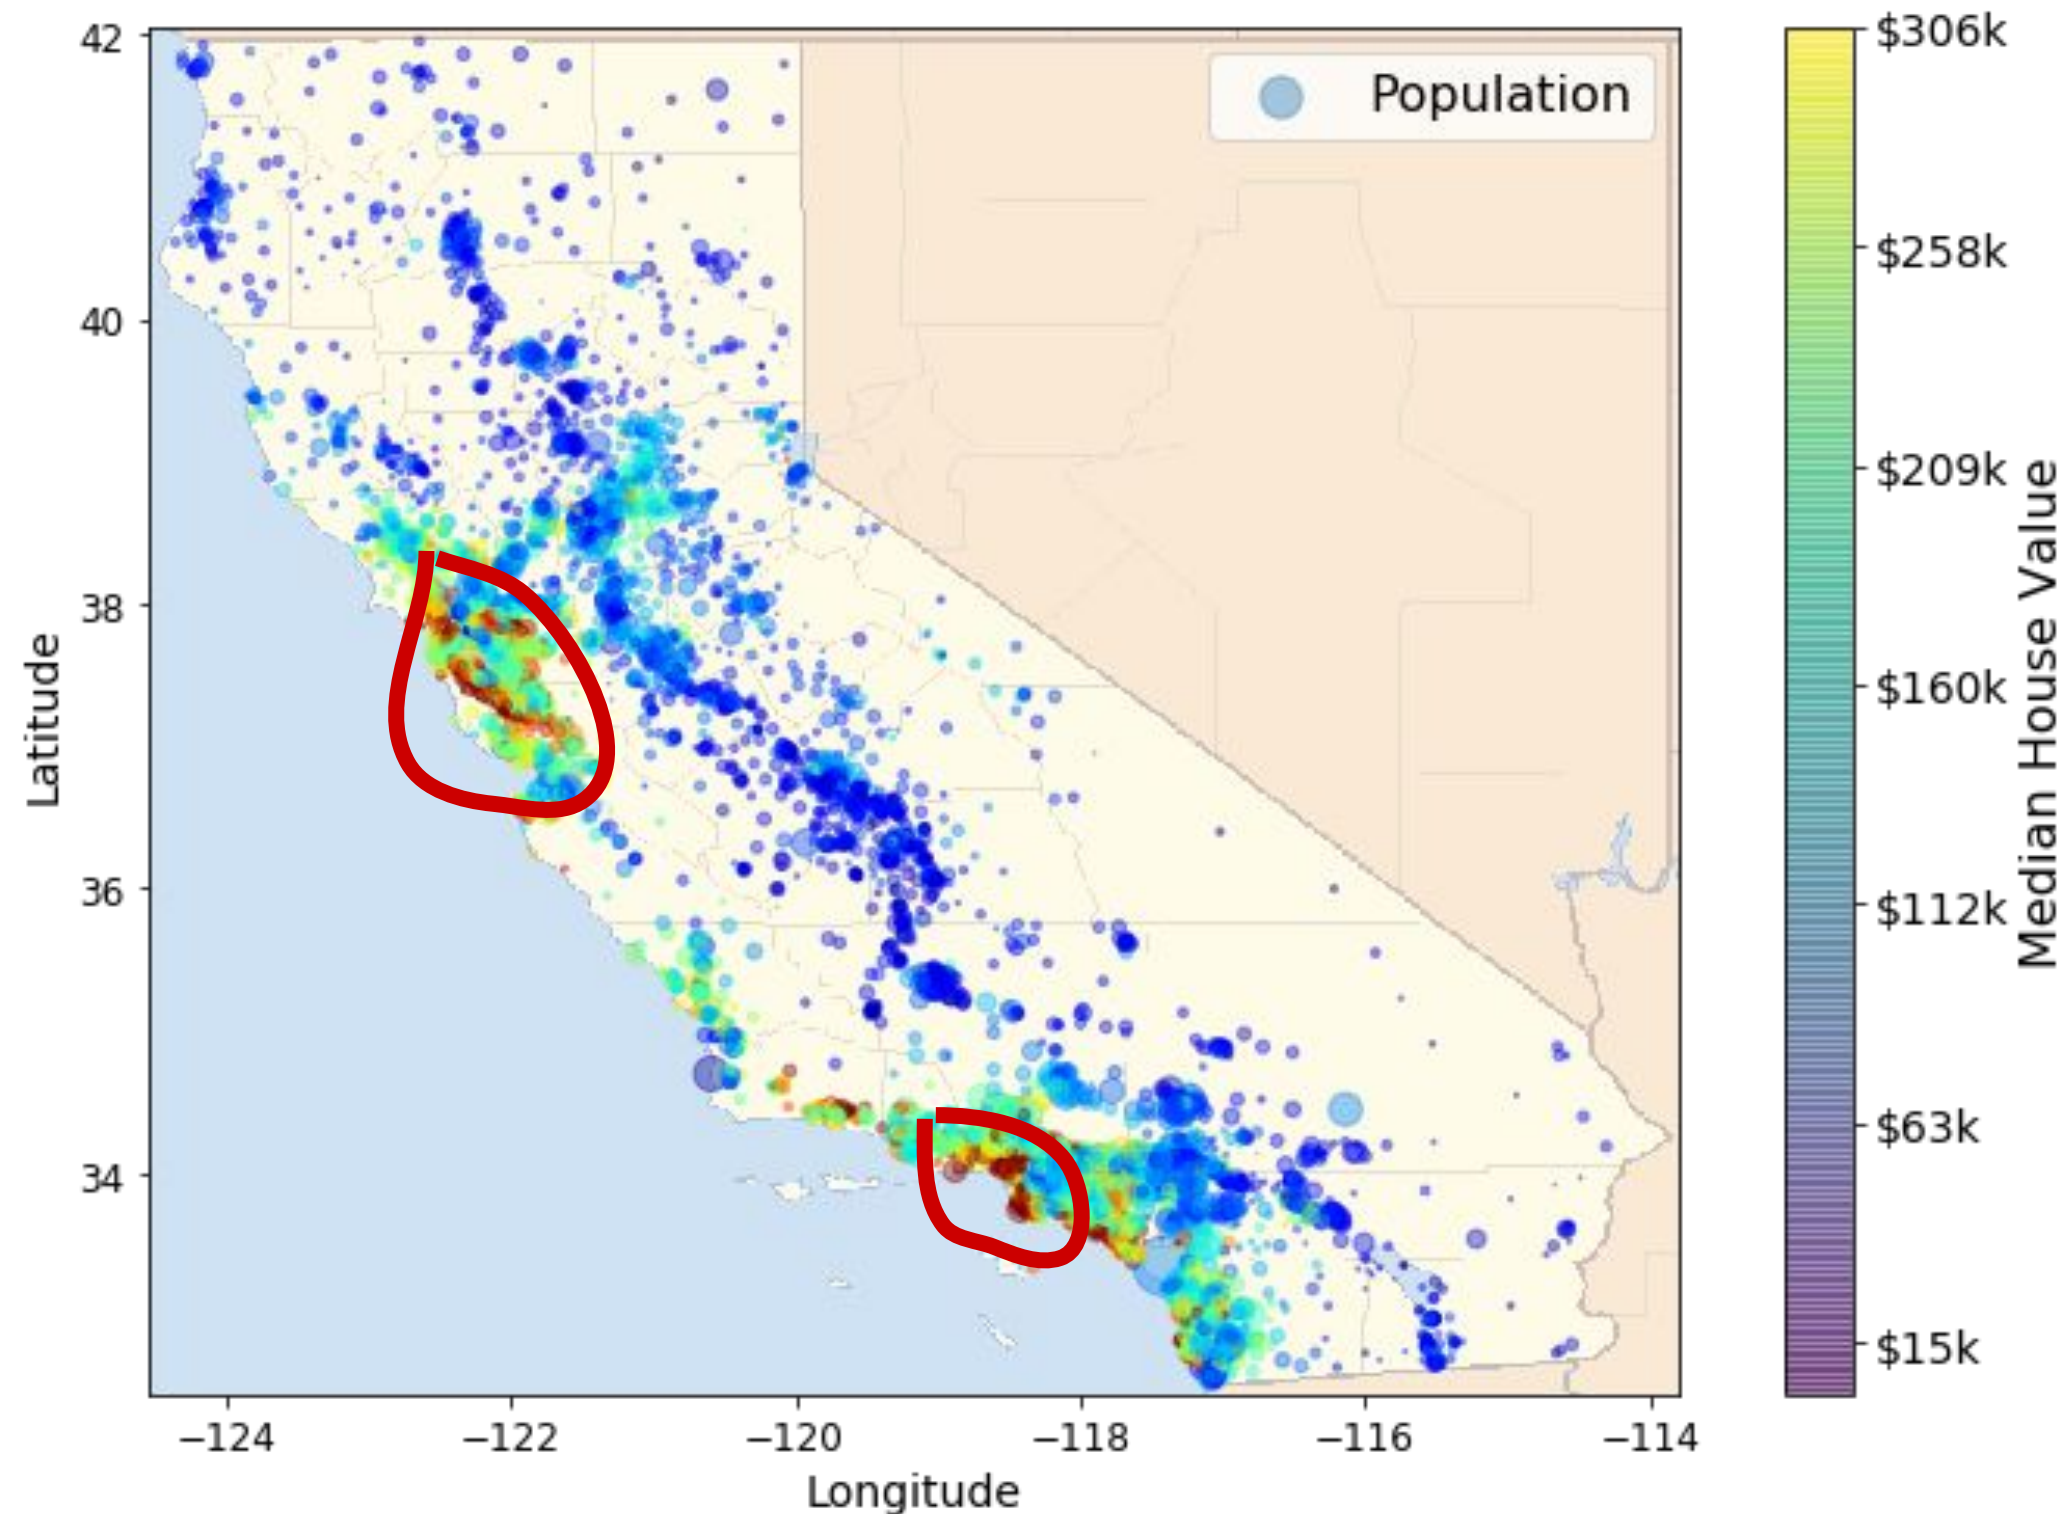 42
40
38
36
34
Latitude
Population
−124
−122
−120
−118
−116
−114
Longitude
$306k
$258k
$209k
$160k
$112k
$63k
$15k
Median House Value